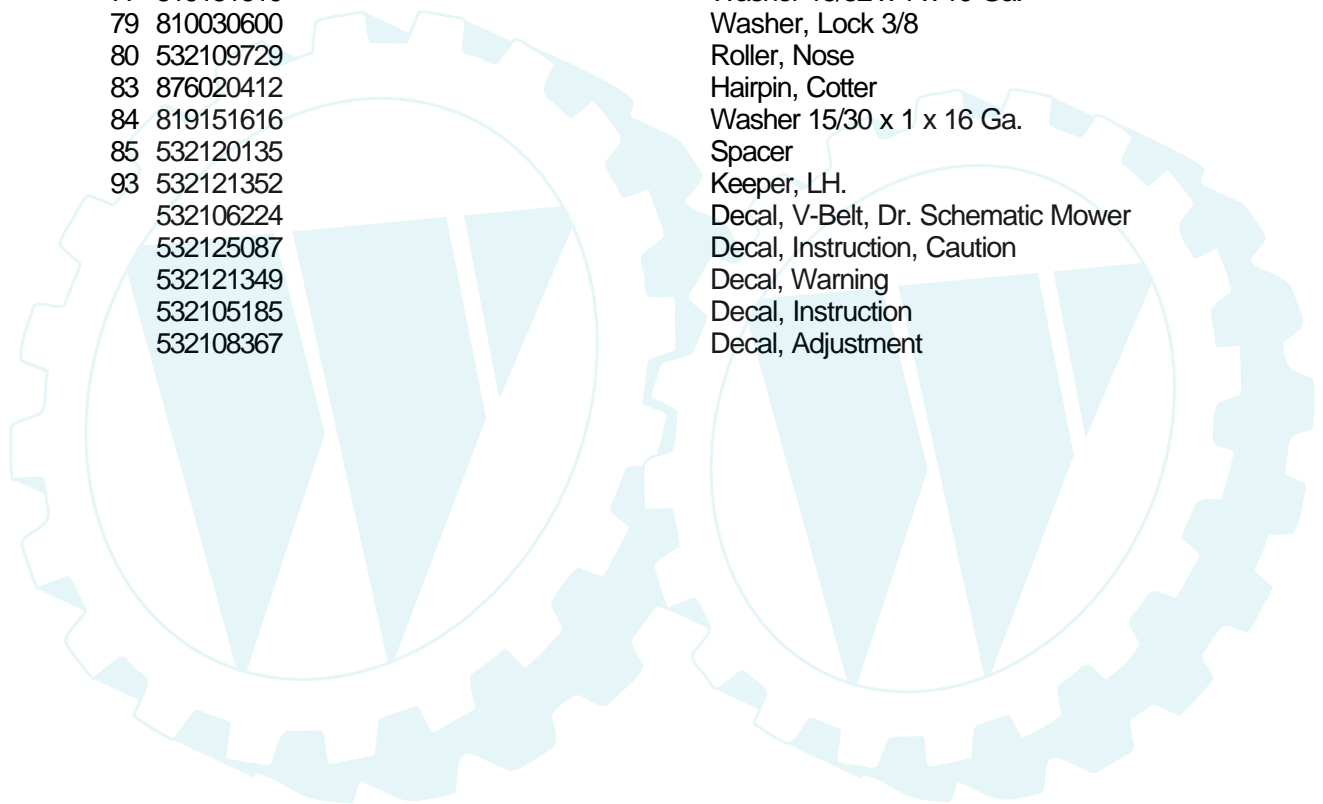 79 810030600 Washer, Lock 3/8
80 532109729 Roller, Nose
83 876020412 Hairpin, Cotter
84 819151616 Washer 15/30 x 1 x 16 Ga.
85 532120135 Spacer
93 532121352 Keeper, LH.
532106224 Decal, V-Belt, Dr. Schematic Mower
532125087 Decal, Instruction, Caution
532121349 Decal, Warning
532105185 Decal, Instruction
532108367 Decal, Adjustment